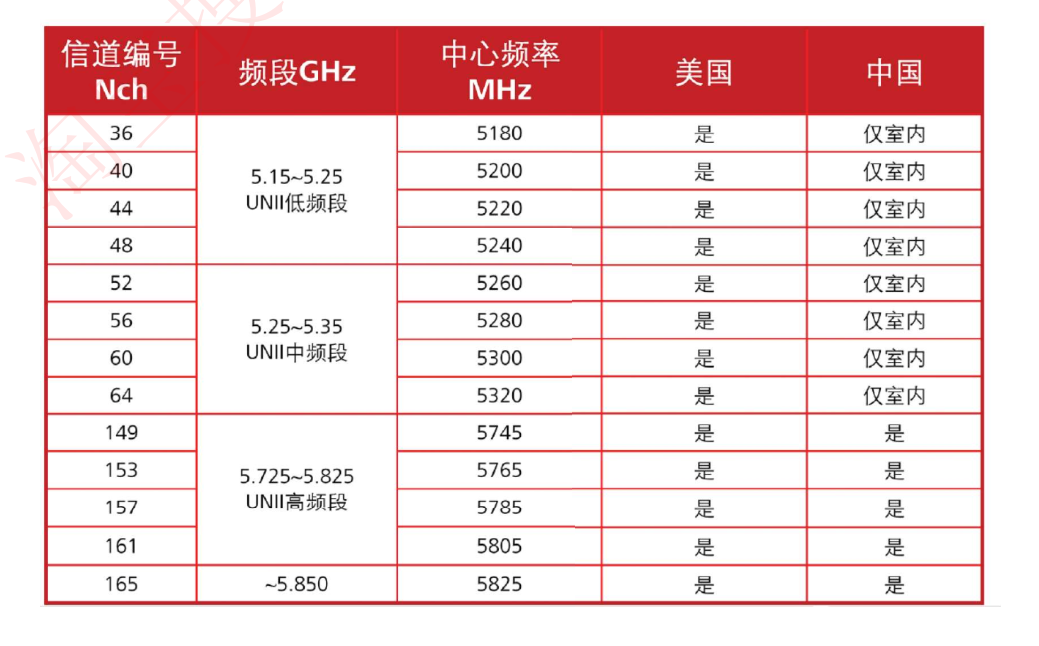 信道编号 Nch 频段GHz 中心频率 MHz 美国 中国
36 5.15~5.25 UNII低频段 5180 是 仅室内
40 5200 是 仅室内
44 5220 是 仅室内
48 5240 是 仅室内
52 5.25~5.35 UNII中频段 5260 是 仅室内
56 5280 是 仅室内
60 5300 是 仅室内
64 5320 是 仅室内
149 5.725~5.825 UNII高频段 5745 是 是
153 5765 是 是
157 5785 是 是
161 5805 是 是
165 ~5.850 5825 是 是